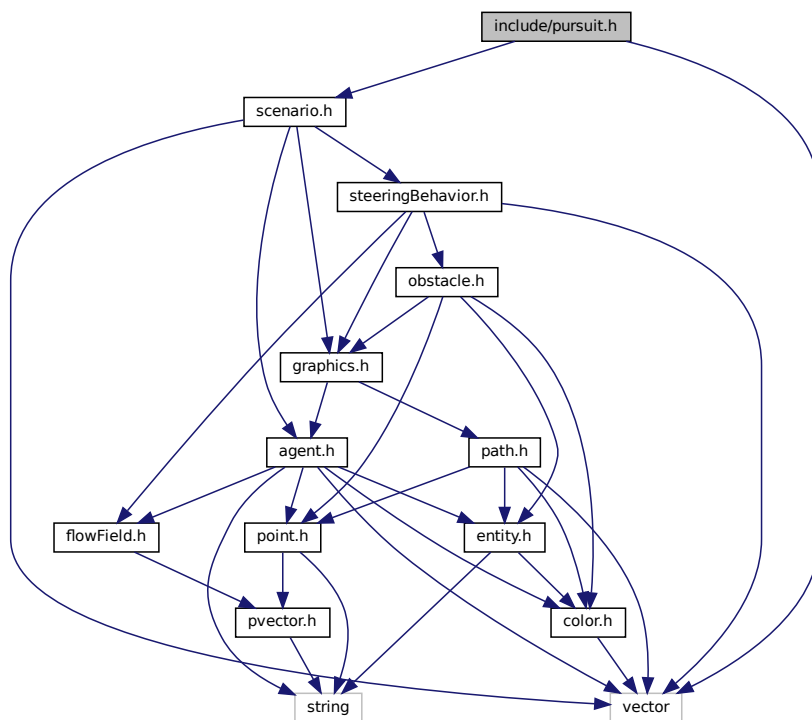 include/pursuit.h
scenario.h
steeringBehavior.h
obstacle.h
graphics.h
agent.h
path.h
flowField.h
point.h
entity.h
pvector.h
color.h
string
vector